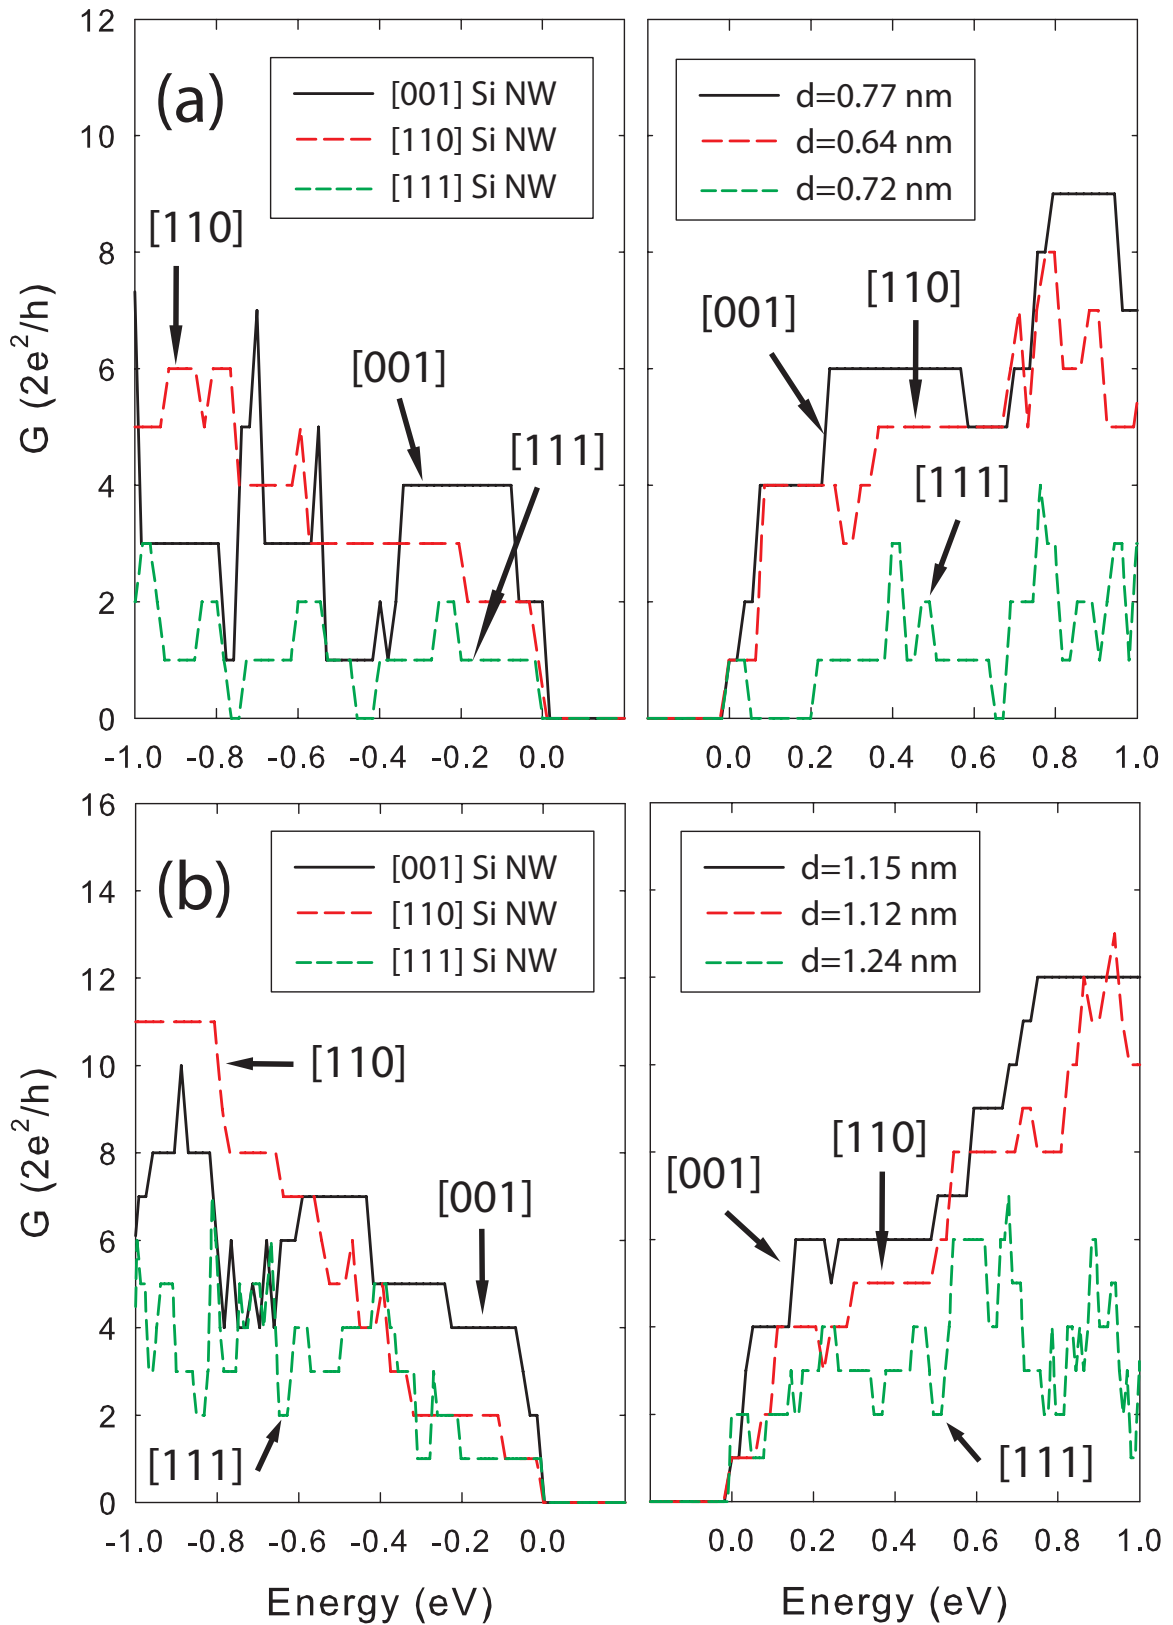 12
10
8
6
4
2
0
G (2e²/h)
(a)
[001] Si NW
[110] Si NW
[111] Si NW
[110]
[001]
[111]
-1.0 -0.8 -0.6 -0.4 -0.2 0.0
d=0.77 nm
d=0.64 nm
d=0.72 nm
[001]
[110]
[111]
0.0 0.2 0.4 0.6 0.8 1.0
16
14
12
10
8
6
4
2
0
G (2e²/h)
(b)
[001] Si NW
[110] Si NW
[111] Si NW
[110]
[001]
[111]
-1.0 -0.8 -0.6 -0.4 -0.2 0.0
Energy (eV)
d=1.15 nm
d=1.12 nm
d=1.24 nm
[001]
[110]
[111]
0.0 0.2 0.4 0.6 0.8 1.0
Energy (eV)